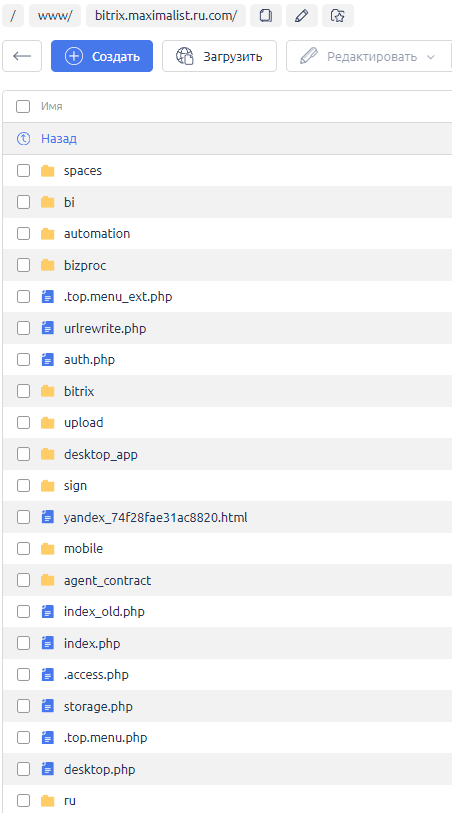 / www/ bitrix.maximalist.ru.com/
Создать Загрузить Редактировать
Имя
Назад
spaces
bi
automation
bizproc
.top.menu_ext.php
urlrewrite.php
auth.php
bitrix
upload
desktop_app
sign
yandex_74f28fae31ac8820.html
mobile
agent_contract
index_old.php
index.php
.access.php
storage.php
.top.menu.php
desktop.php
ru